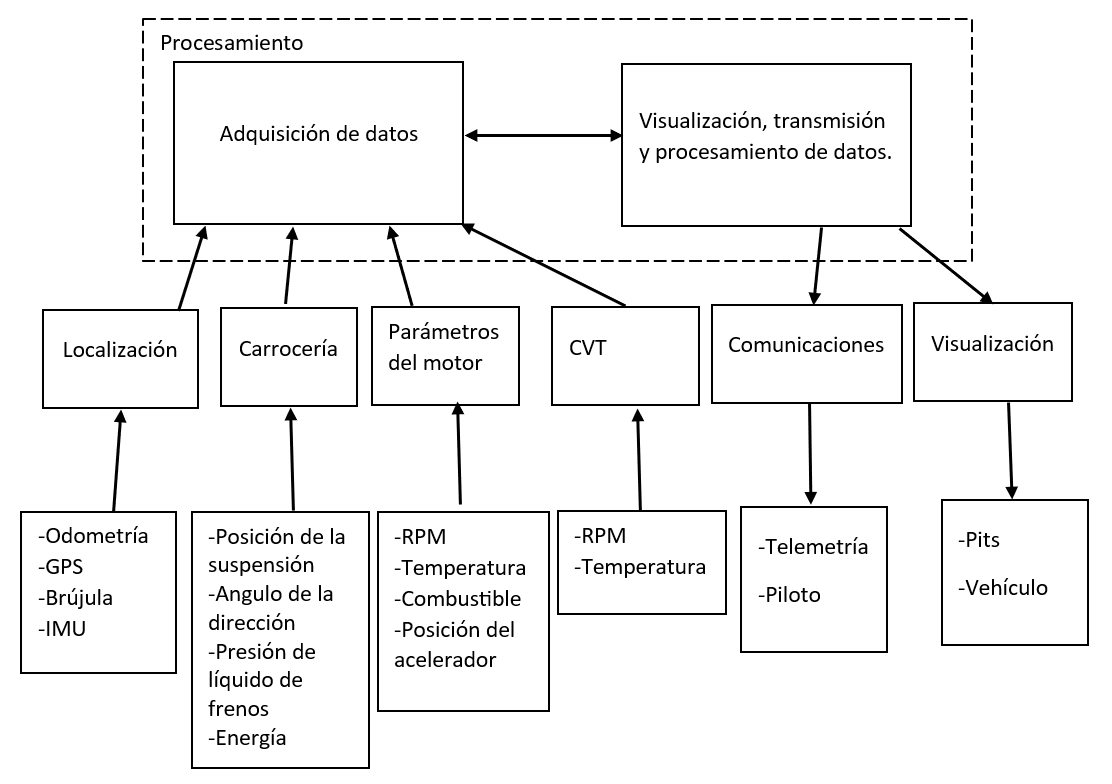 Procesamiento
Adquisición de datos
Visualización, transmisión
y procesamiento de datos.
Localización
Carrocería
Parámetros
del motor
CVT
Comunicaciones
Visualización
-Odometría
-GPS
-Brújula
-IMU
-Posición de la
suspensión
-Angulo de la
dirección
-Presión de
líquido de
frenos
-Energía
-RPM
-Temperatura
-Combustible
-Posición del
acelerador
-RPM
-Temperatura
-Telemetría
-Piloto
-Pits
-Vehículo